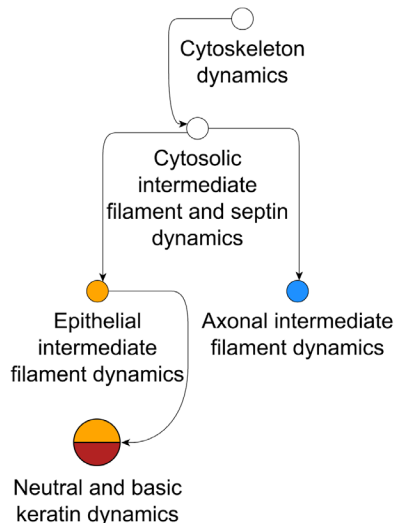 Cytoskeleton
dynamics
Cytosolic
intermediate
filament and septin
dynamics
Epithelial
intermediate
filament dynamics
Axonal intermediate
filament dynamics
Neutral and basic
keratin dynamics